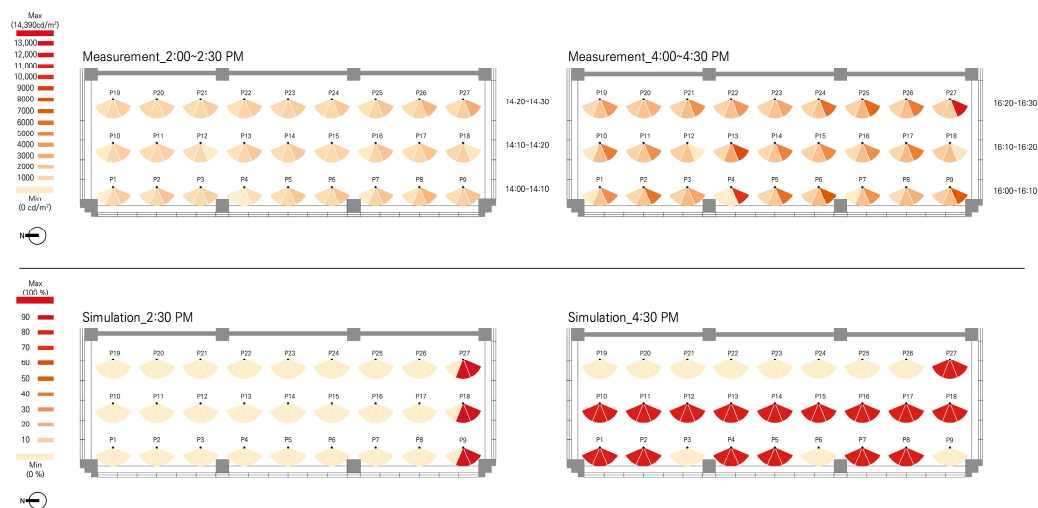 Max
(14,390cd/m²)
13,000
12,000
11,000
10,000
9000
8000
7000
6000
5000
4000
3000
2000
1000
Min
(0 cd/m²)
N
Measurement_2:00~2:30 PM
P19 P20 P21 P22 P23 P24 P25 P26 P27
14:20~14:30
P10 P11 P12 P13 P14 P15 P16 P17 P18
14:10~14:20
P1 P2 P3 P4 P5 P6 P7 P8 P9
14:00~14:10
Measurement_4:00~4:30 PM
P19 P20 P21 P22 P23 P24 P25 P26 P27
16:20~16:30
P10 P11 P12 P13 P14 P15 P16 P17 P18
16:10~16:20
P1 P2 P3 P4 P5 P6 P7 P8 P9
16:00~16:10
Max
(100 %)
90
80
70
60
50
40
30
20
10
Min
(0 %)
N
Simulation_2:30 PM
P19 P20 P21 P22 P23 P24 P25 P26 P27
P10 P11 P12 P13 P14 P15 P16 P17 P18
P1 P2 P3 P4 P5 P6 P7 P8 P9
Simulation_4:30 PM
P19 P20 P21 P22 P23 P24 P25 P26 P27
P10 P11 P12 P13 P14 P15 P16 P17 P18
P1 P2 P3 P4 P5 P6 P7 P8 P9